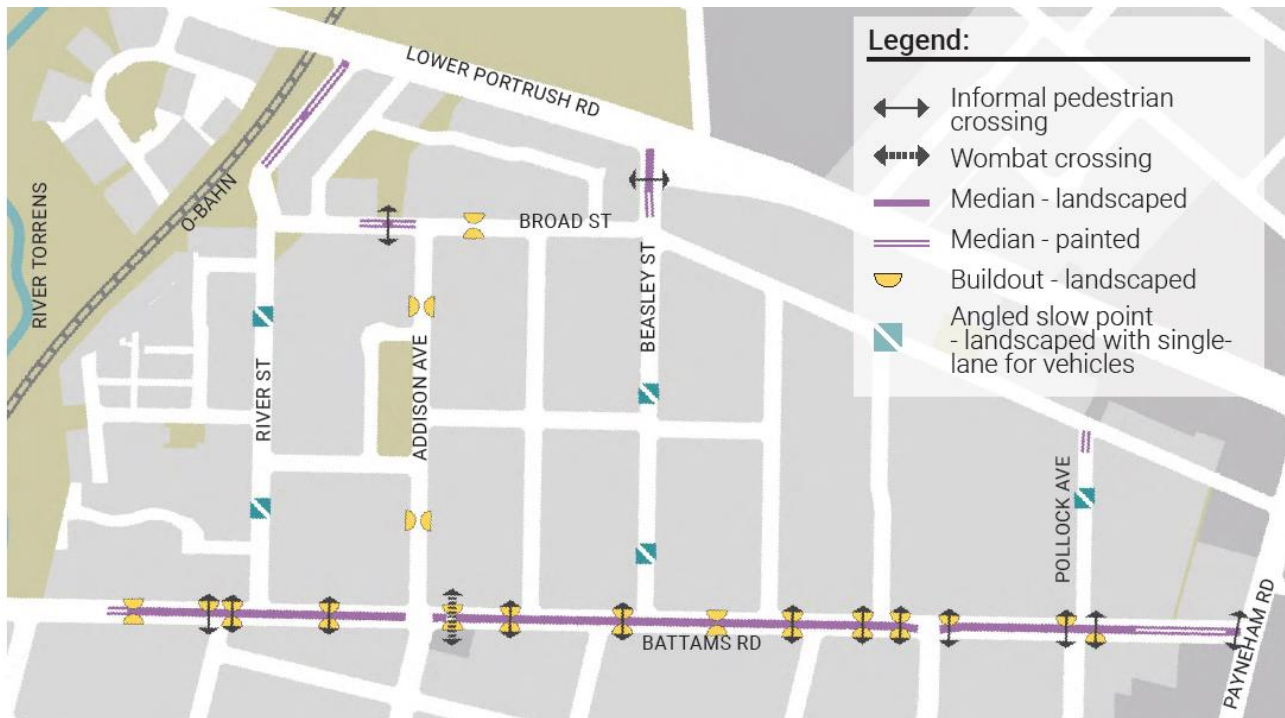 Legend:
Informal pedestrian
crossing
Wombat crossing
Median - landscaped
Median - painted
Buildout - landscaped
Angled slow point
- landscaped with single-
lane for vehicles
LOWER PORTRUSH RD
O-BAHN
RIVER TORRENS
BROAD ST
BEASLEY ST
RIVER ST
ADDISON AVE
POLLOCK AVE
BATTAMS RD
PAYNEHAM RD